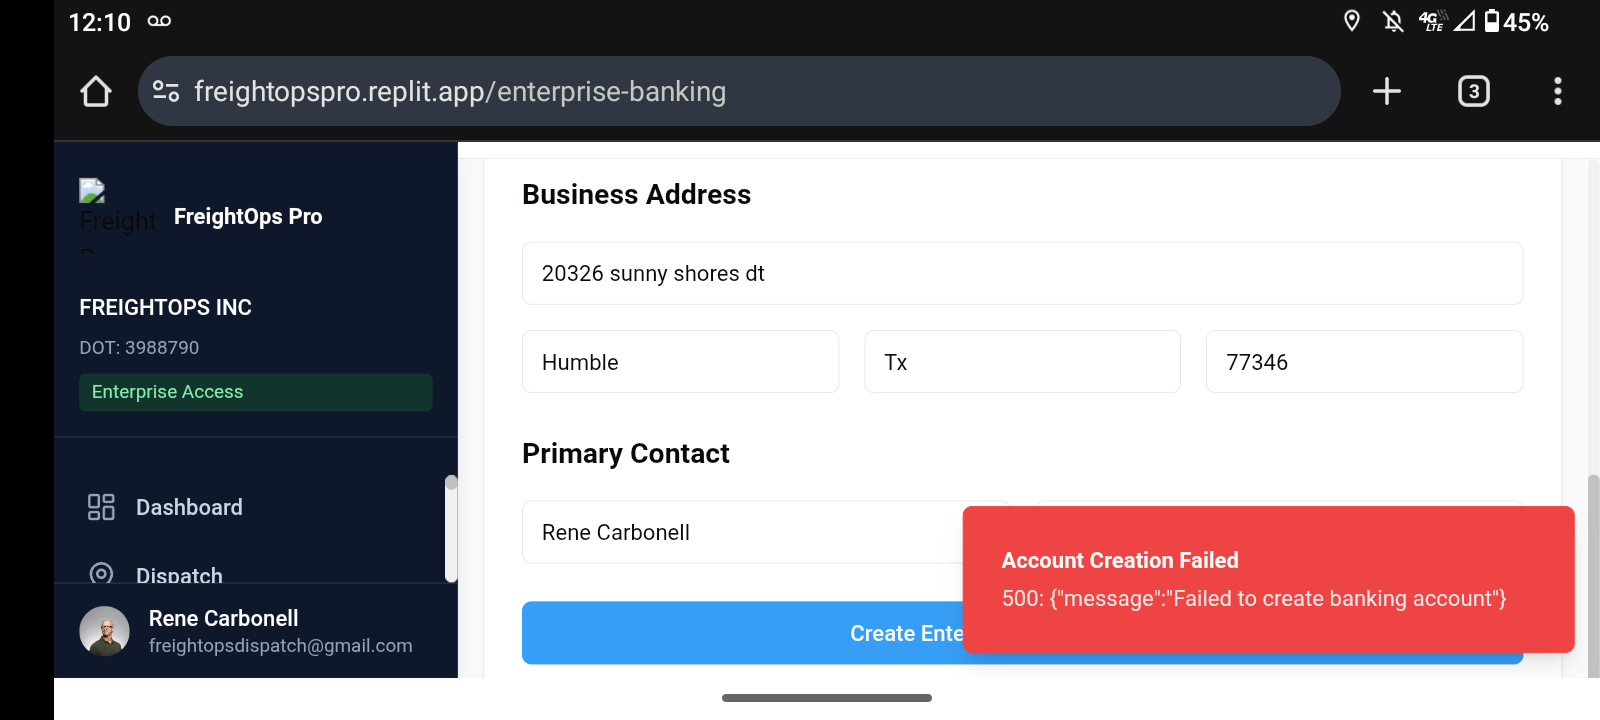 12:10
4G
LTE
45%
freightopspro.replit.app/enterprise-banking
3
Freight
FreightOps Pro
FREIGHTOPS INC
DOT: 3988790
Enterprise Access
Dashboard
Dispatch
Rene Carbonell
freightopsdispatch@gmail.com
Business Address
20326 sunny shores dt
Humble
Tx
77346
Primary Contact
Rene Carbonell
Create Ente
Account Creation Failed
500: {"message":"Failed to create banking account"}